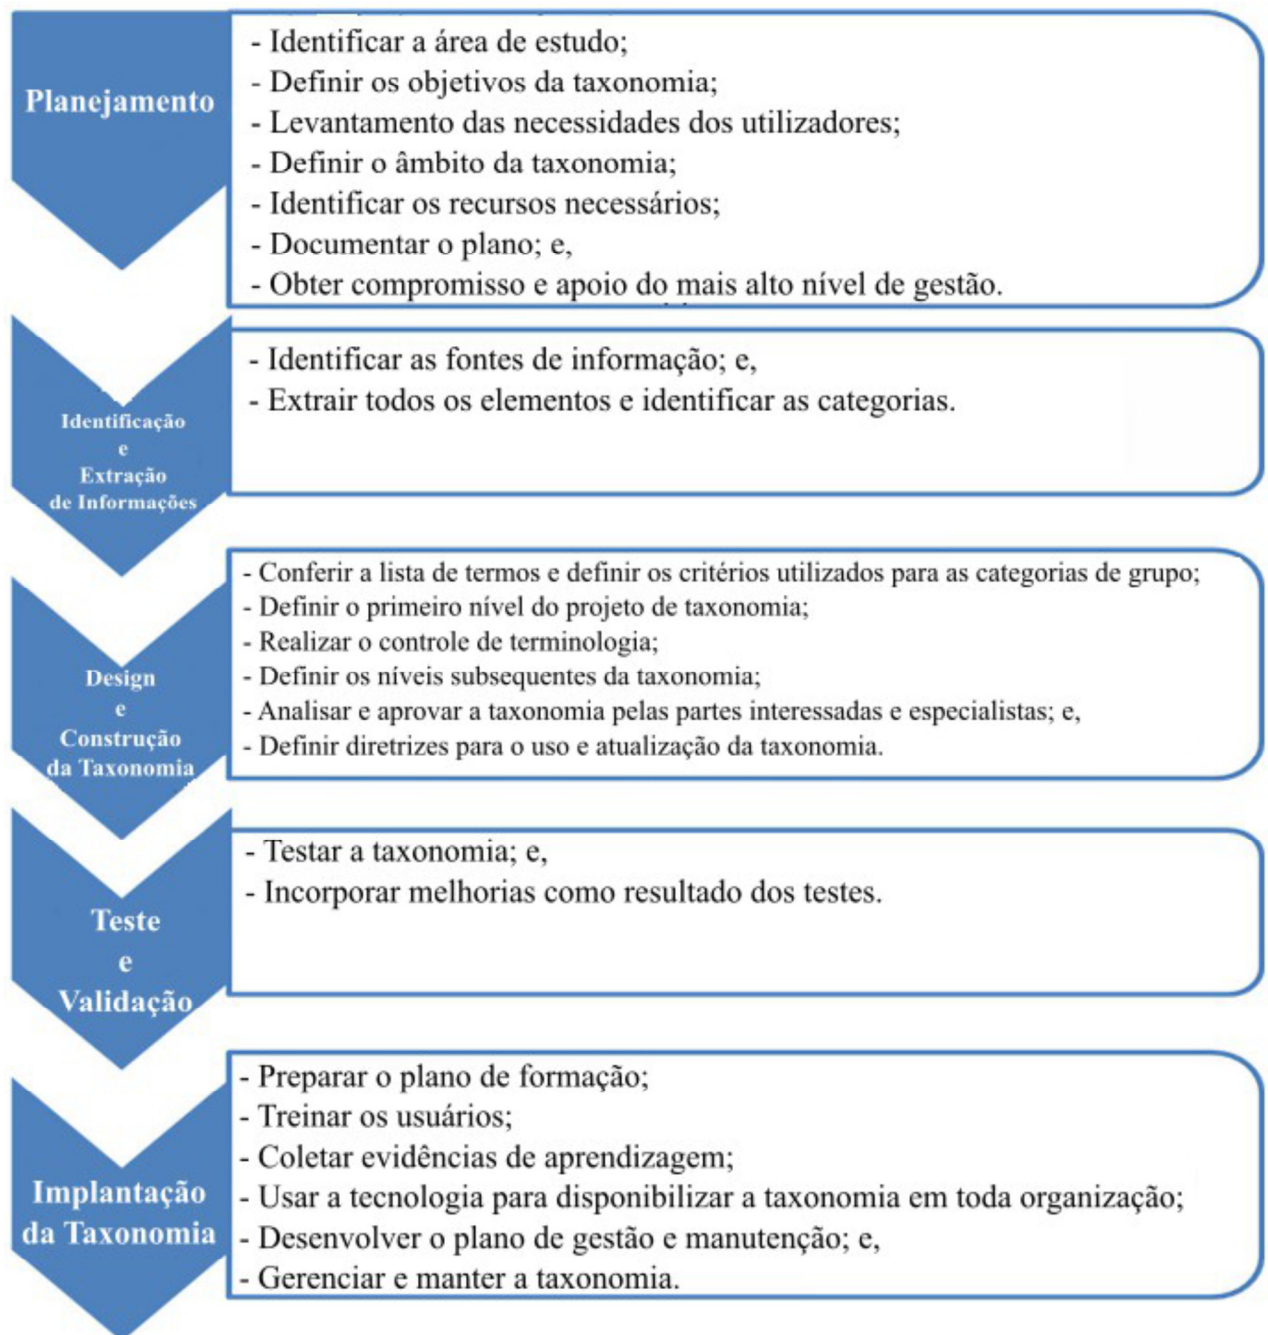 Planejamento
- Identificar a área de estudo;
- Definir os objetivos da taxonomia;
- Levantamento das necessidades dos utilizadores;
- Definir o âmbito da taxonomia;
- Identificar os recursos necessários;
- Documentar o plano; e,
- Obter compromisso e apoio do mais alto nível de gestão.
Identificação
e
Extração
de Informações
- Identificar as fontes de informação; e,
- Extrair todos os elementos e identificar as categorias.
Design
e
Construção
da Taxonomia
- Conferir a lista de termos e definir os critérios utilizados para as categorias de grupo;
- Definir o primeiro nível do projeto de taxonomia;
- Realizar o controle de terminologia;
- Definir os níveis subsequentes da taxonomia;
- Analisar e aprovar a taxonomia pelas partes interessadas e especialistas; e,
- Definir diretrizes para o uso e atualização da taxonomia.
Teste
e
Validação
- Testar a taxonomia; e,
- Incorporar melhorias como resultado dos testes.
Implantação
da Taxonomia
- Preparar o plano de formação;
- Treinar os usuários;
- Coletar evidências de aprendizagem;
- Usar a tecnologia para disponibilizar a taxonomia em toda organização;
- Desenvolver o plano de gestão e manutenção; e,
- Gerenciar e manter a taxonomia.